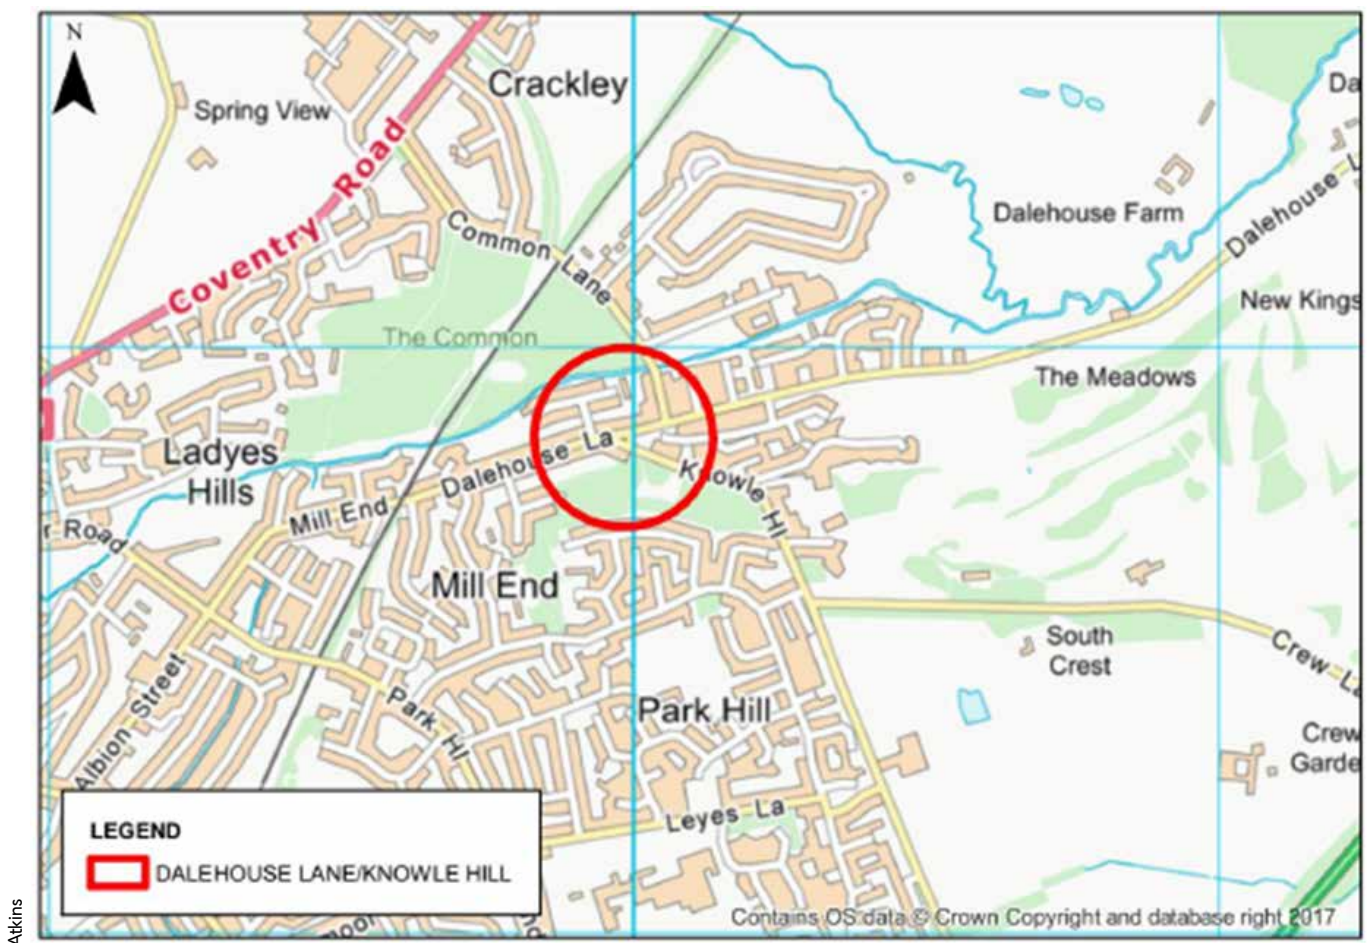 N
Crackley
Spring View
Da
Coventry Road
Common Lane
Dalehouse Farm
Dalehouse L
New Kings
The Common
The Meadows
Ladyes
Hills
Dalehouse La
Knowle Hl
Mill End
r Road
Mill End
South
Crest
Crew La
Albion Street
Park Hl
Park Hill
Crew
Garde
Leyes La
LEGEND
DALEHOUSE LANE/KNOWLE HILL
Contains OS data © Crown Copyright and database right 2017
Atkins